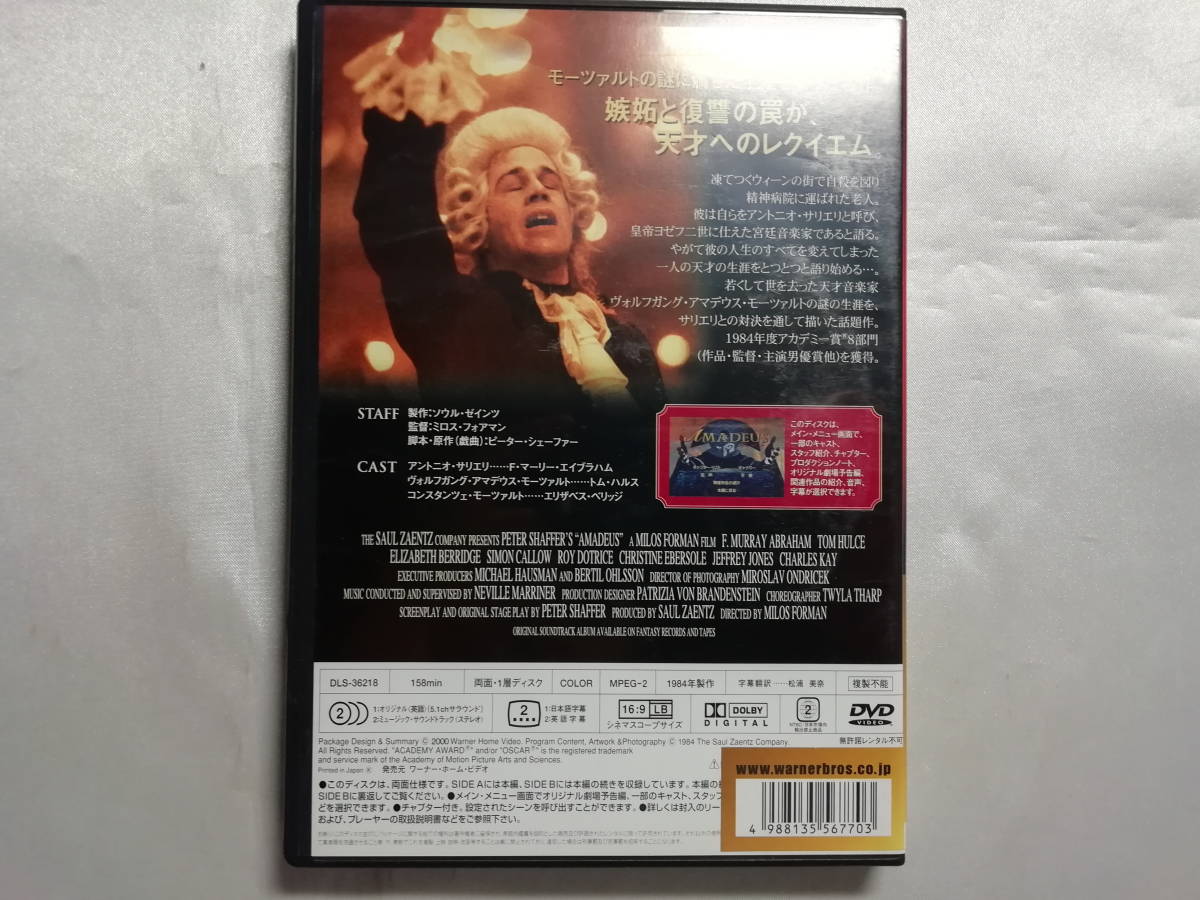 モーツァルトの謎に
嫉妬と復讐の罠が、
天才へのレクイエム。
凍てつくウィーンの街で自殺を図り
精神病院に運ばれた老人。
彼は自らをアントニオ・サリエリと呼び、
皇帝ヨゼフ二世に仕えた宮廷音楽家であると語る。
やがて彼の人生のすべてを変えてしまった
一人の天才の生涯をとつとつと語り始める…。
若くして世を去った天才音楽家
ヴォルフガング・アマデウス・モーツァルトの謎の生涯を、
サリエリとの対決を通して描いた話題作。
1984年度アカデミー賞®8部門
(作品・監督・主演男優賞他)を獲得。
STAFF 製作:ソウル・ゼインツ
監督:ミロス・フォアマン
脚本・原作(戯曲):ピーター・シェーファー
CAST アントニオ・サリエリ……F・マーリー・エイブラハム
ヴォルフガング・アマデウス・モーツァルト……トム・ハルス
コンスタンツェ・モーツァルト……エリザベス・ベリッジ
AMADEUS
このディスクは、
メイン・メニュー画面で、
一部のキャスト、
スタッフ紹介、チャプター、
プロダクションノート、
オリジナル劇場予告編、
関連作品の紹介、音声、
字幕が選択できます。
THE SAUL ZAENTZ COMPANY PRESENTS PETER SHAFFER'S "AMADEUS" A MILOS FORMAN FILM F. MURRAY ABRAHAM TOM HULCE
ELIZABETH BERRIDGE SIMON CALLOW ROY DOTRICE CHRISTINE EBERSOLE JEFFREY JONES CHARLES KAY
EXECUTIVE PRODUCERS MICHAEL HAUSMAN AND BERTIL OHLSSON DIRECTOR OF PHOTOGRAPHY MIROSLAV ONDRICEK
MUSIC CONDUCTED AND SUPERVISED BY NEVILLE MARRINER PRODUCTION DESIGNER PATRIZIA VON BRANDENSTEIN CHOREOGRAPHER TWYLA THARP
SCREENPLAY AND ORIGINAL STAGE PLAY BY PETER SHAFFER PRODUCED BY SAUL ZAENTZ DIRECTED BY MILOS FORMAN
ORIGINAL SOUNDTRACK ALBUM AVAILABLE ON FANTASY RECORDS AND TAPES
DLS-36218 158min 両面・1層ディスク COLOR MPEG-2 1984年製作 字幕翻訳……松浦 美奈 複製不能
2 1:オリジナル(英語)〔5.1chサラウンド〕
2:ミュージック・サウンドトラック(ステレオ)
2 1:日本語字幕
2:英語字幕
16:9 LB
シネマスコープサイズ
DOLBY
DIGITAL
2
NTSC 日本市場向
輸出禁止商品
DVD
VIDEO
無許諾レンタル不可
Package Design & Summary © 2000 Warner Home Video. Program Content, Artwork & Photography © 1984 The Saul Zaentz Company.
All Rights Reserved. "ACADEMY AWARD®" and/or "OSCAR®" is the registered trademark
and service mark of the Academy of Motion Picture Arts and Sciences.
Printed in Japan Ⓚ 発売元 ワーナー・ホーム・ビデオ
●このディスクは、両面仕様です。SIDE Aには本編、SIDE Bには本編の続きを収録しています。本編の
SIDE Bに裏返してご覧ください。●メイン・メニュー画面でオリジナル劇場予告編、一部のキャスト、スタッフ
どを選択できます。●チャプター付き。設定されたシーンを呼び出すことができます。●詳しくは封入のリー
および、プレーヤーの取扱説明書などをご参照下さい。
www.warnerbros.co.jp
4 988135 567703